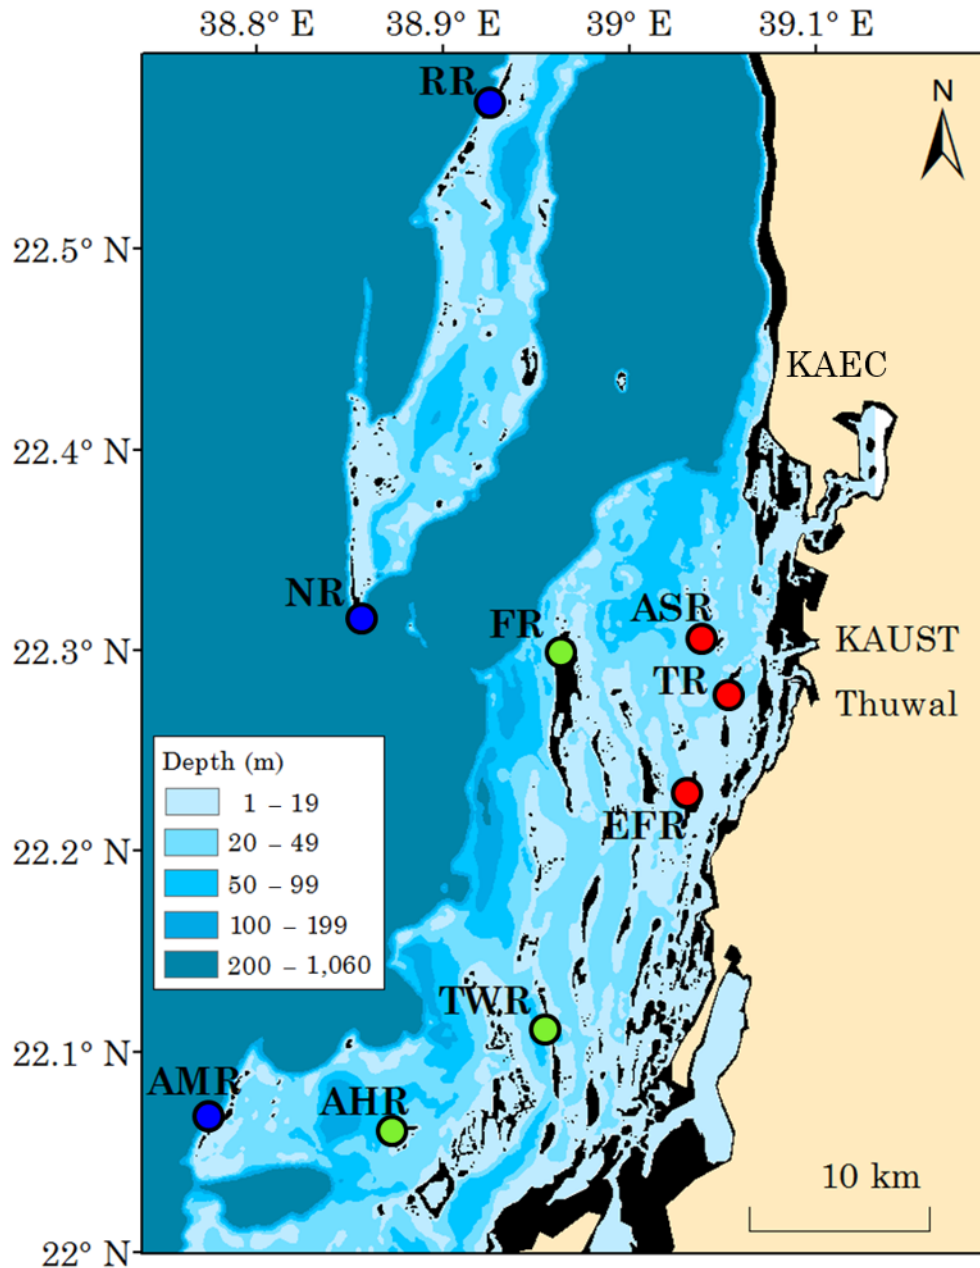 38.8° E
38.9° E
39° E
39.1° E
RR
N
22.5° N
KAEC
22.4° N
NR
FR
ASR
22.3° N
KAUST
TR
Thuwal
Depth (m)
1 – 19
20 – 49
50 – 99
100 – 199
200 – 1,060
EFR
22.2° N
TWR
22.1° N
AMR
AHR
10 km
22° N